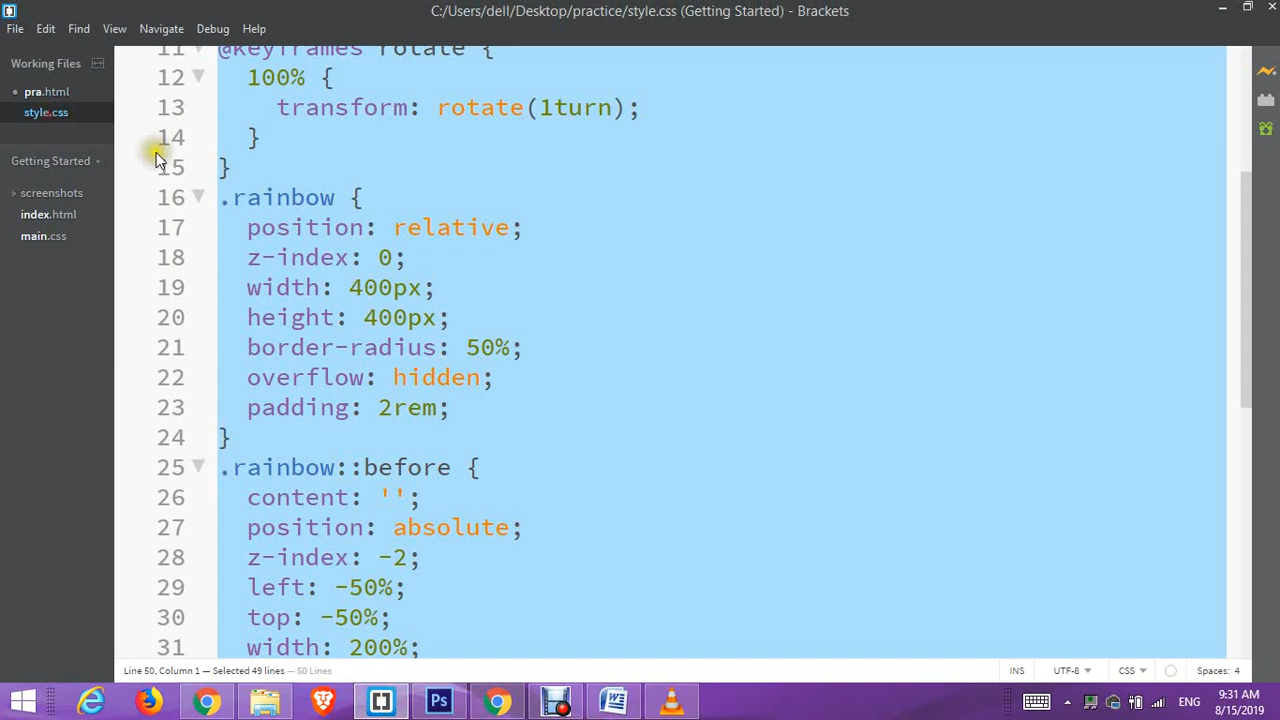 C:/Users/dell/Desktop/practice/style.css (Getting Started) - Brackets
File Edit Find View Navigate Debug Help
Working Files
pra.html
style.css
Getting Started
screenshots
index.html
main.css
11 @keyframes rotate {
12 100% {
13 transform: rotate(1turn);
14 }
15 }
16 .rainbow {
17 position: relative;
18 z-index: 0;
19 width: 400px;
20 height: 400px;
21 border-radius: 50%;
22 overflow: hidden;
23 padding: 2rem;
24 }
25 .rainbow::before {
26 content: '';
27 position: absolute;
28 z-index: -2;
29 left: -50%;
30 top: -50%;
31 width: 200%;
Line 50, Column 1 — Selected 49 lines — 50 Lines
INS UTF-8 CSS Spaces: 4
Ps
ENG
9:31 AM
8/15/2019